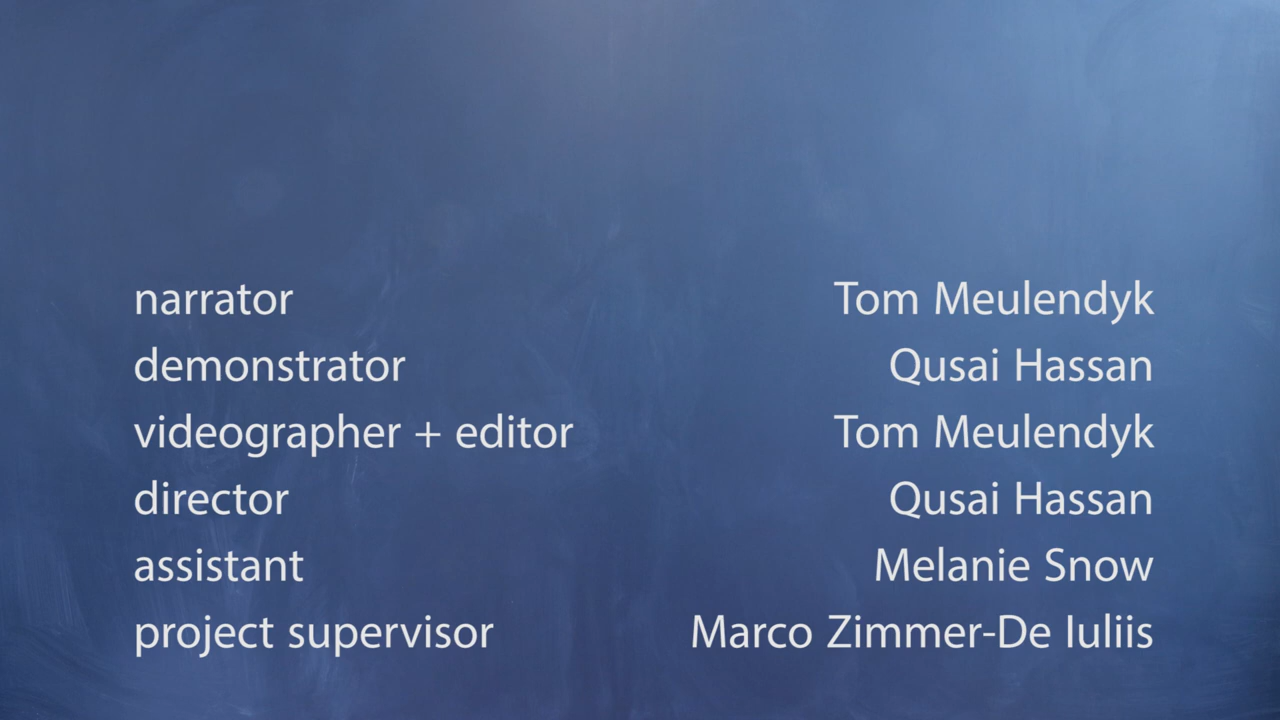 narrator Tom Meulendyk
demonstrator Qusai Hassan
videographer + editor Tom Meulendyk
director Qusai Hassan
assistant Melanie Snow
project supervisor Marco Zimmer-De Iuliis